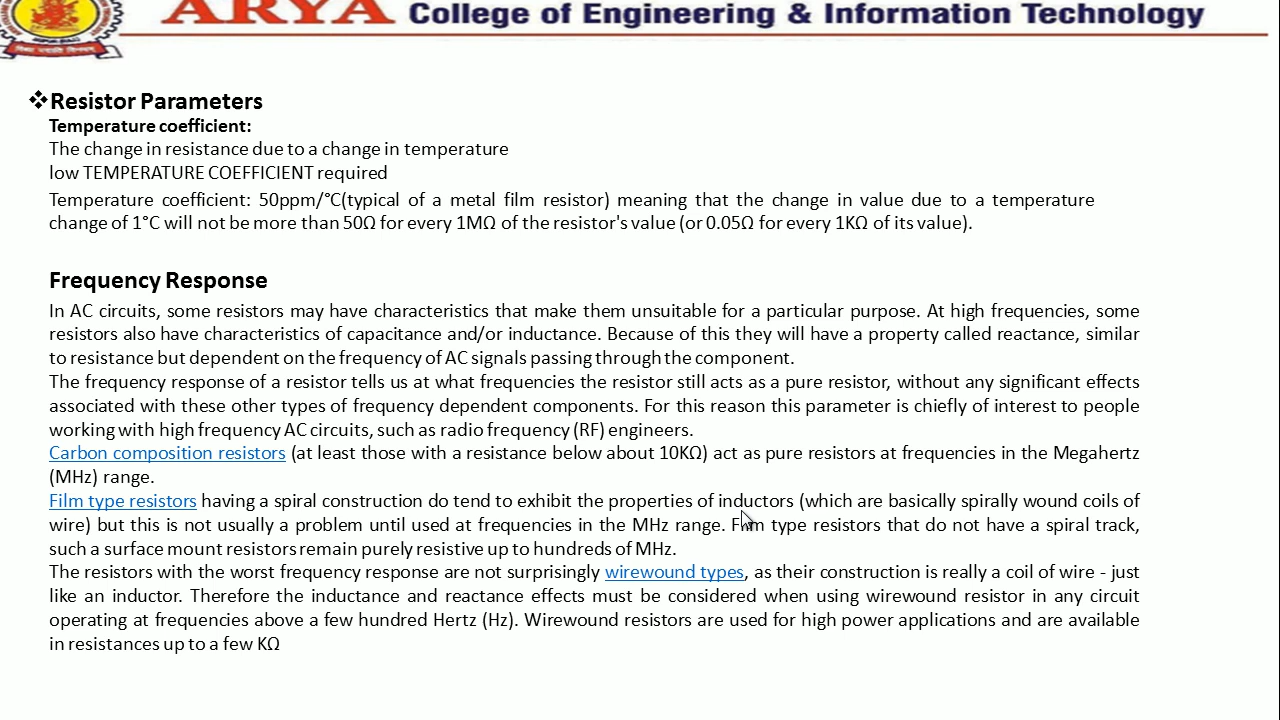 ARYA College of Engineering & Information Technology
❖Resistor Parameters
Temperature coefficient:
The change in resistance due to a change in temperature
low TEMPERATURE COEFFICIENT required
Temperature coefficient: 50ppm/°C(typical of a metal film resistor) meaning that the change in value due to a temperature
change of 1°C will not be more than 50Ω for every 1MΩ of the resistor's value (or 0.05Ω for every 1KΩ of its value).
Frequency Response
In AC circuits, some resistors may have characteristics that make them unsuitable for a particular purpose. At high frequencies, some
resistors also have characteristics of capacitance and/or inductance. Because of this they will have a property called reactance, similar
to resistance but dependent on the frequency of AC signals passing through the component.
The frequency response of a resistor tells us at what frequencies the resistor still acts as a pure resistor, without any significant effects
associated with these other types of frequency dependent components. For this reason this parameter is chiefly of interest to people
working with high frequency AC circuits, such as radio frequency (RF) engineers.
Carbon composition resistors (at least those with a resistance below about 10KΩ) act as pure resistors at frequencies in the Megahertz
(MHz) range.
Film type resistors having a spiral construction do tend to exhibit the properties of inductors (which are basically spirally wound coils of
wire) but this is not usually a problem until used at frequencies in the MHz range. Film type resistors that do not have a spiral track,
such a surface mount resistors remain purely resistive up to hundreds of MHz.
The resistors with the worst frequency response are not surprisingly wirewound types, as their construction is really a coil of wire - just
like an inductor. Therefore the inductance and reactance effects must be considered when using wirewound resistor in any circuit
operating at frequencies above a few hundred Hertz (Hz). Wirewound resistors are used for high power applications and are available
in resistances up to a few KΩ